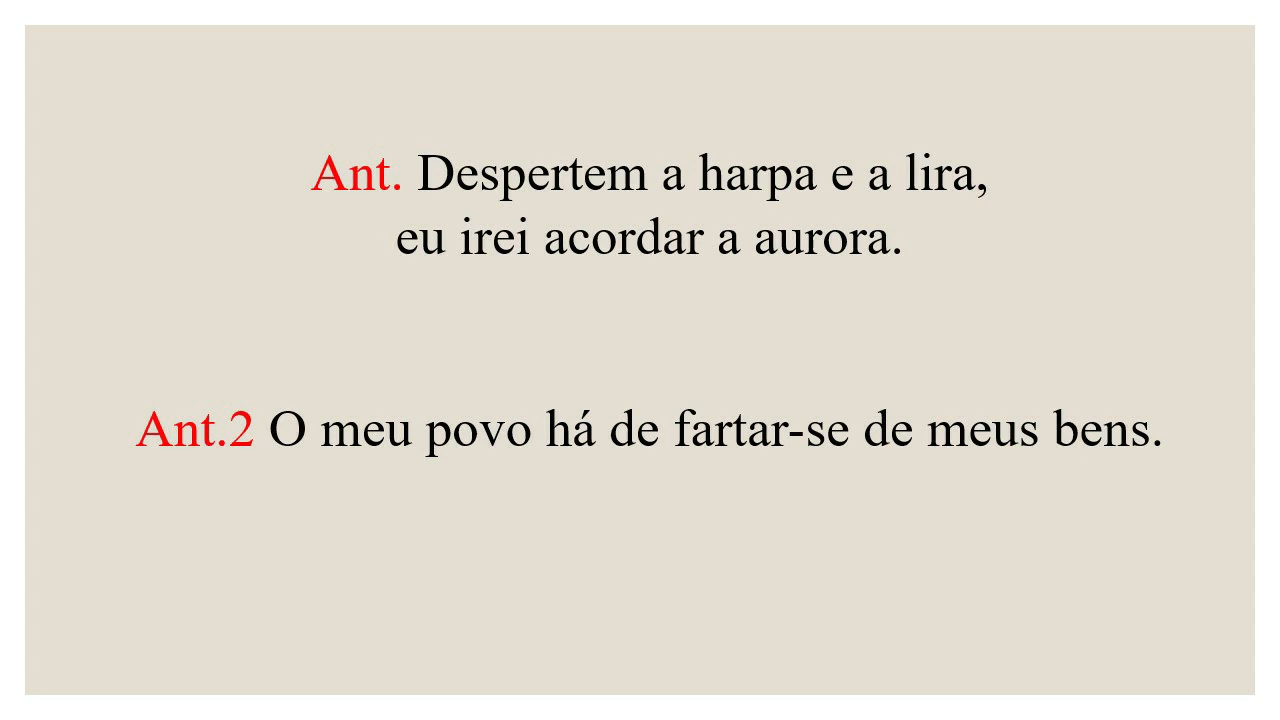 Ant. Despertem a harpa e a lira,
eu irei acordar a aurora.
Ant.2 O meu povo há de fartar-se de meus bens.